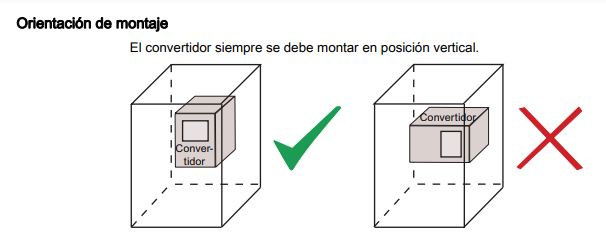 Orientación de montaje
El convertidor siempre se debe montar en posición vertical.
Conver-
tidor
Convertidor